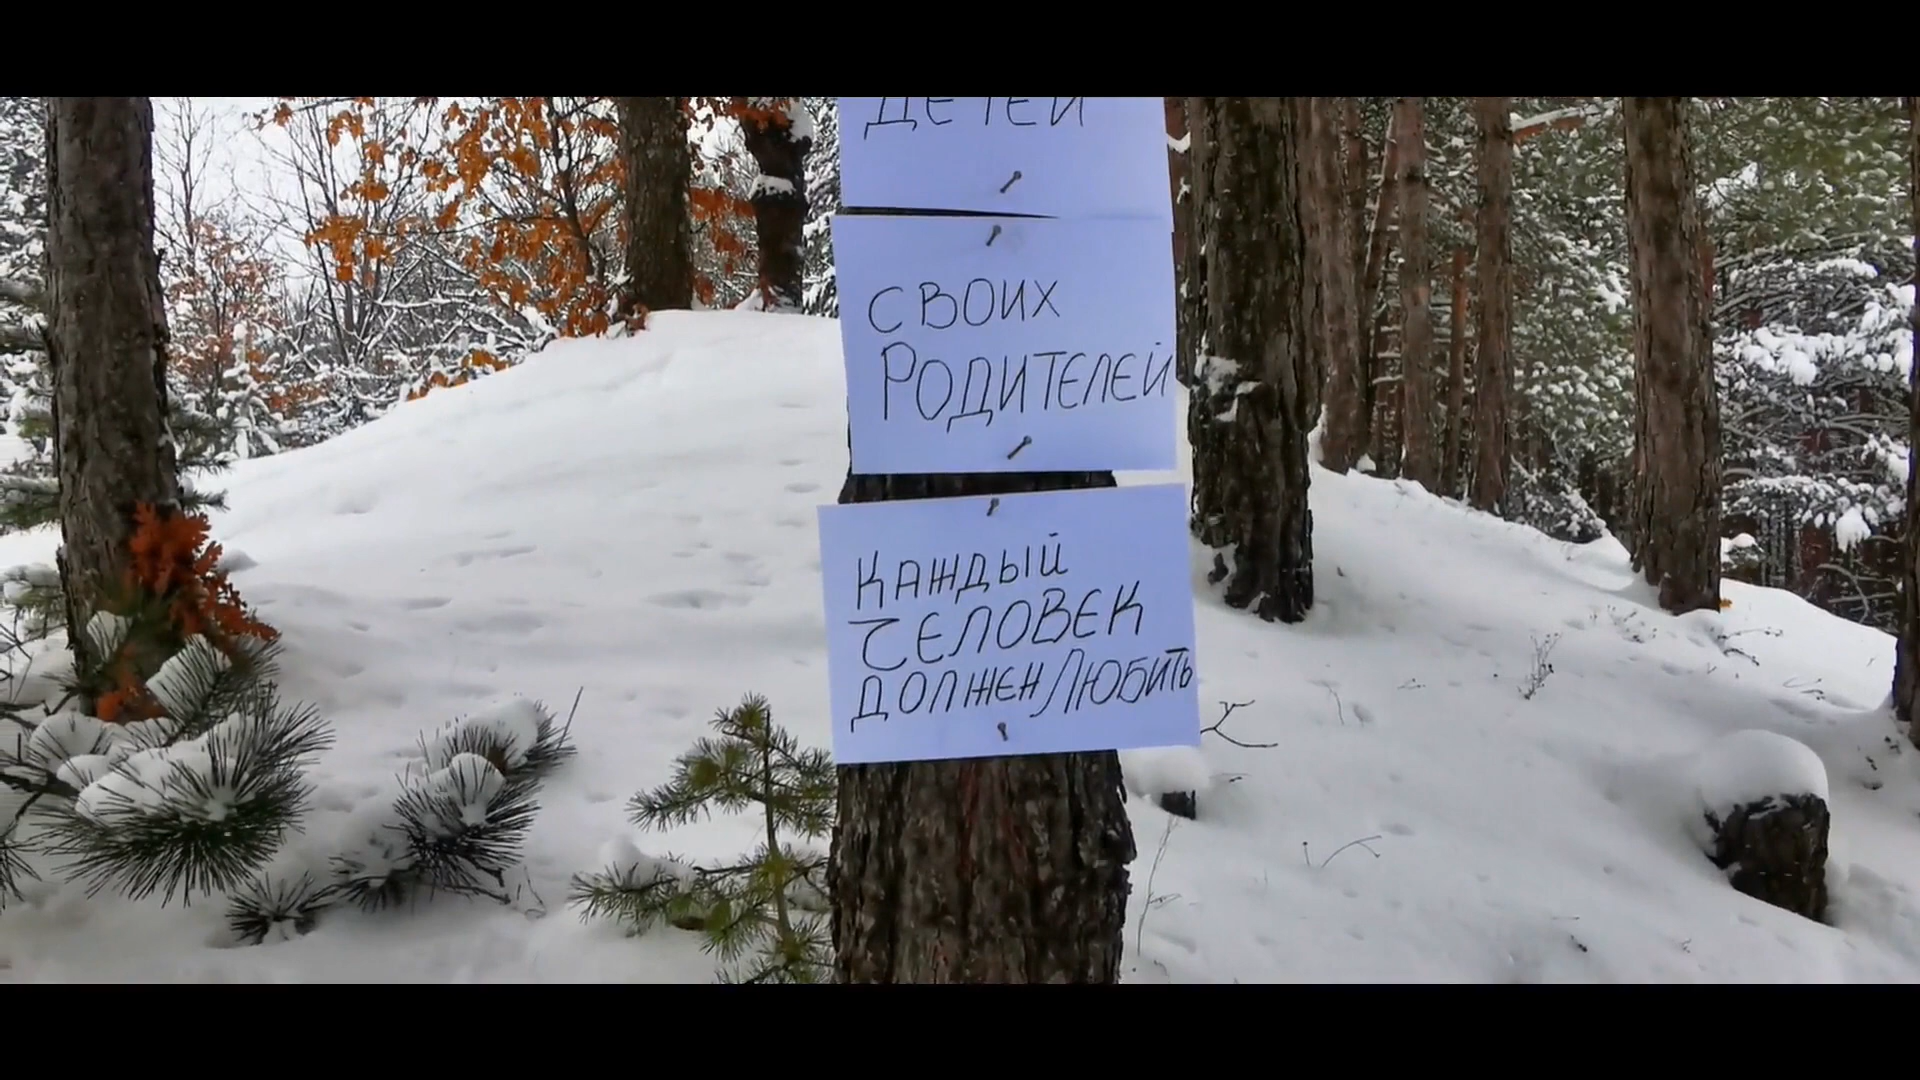 ДЕТЕЙ
СВОИХ
РОДИТЕЛЕЙ
КАЖДЫЙ
ЧЕЛОВЕК
ДОЛЖЕН ЛЮБИТЬ